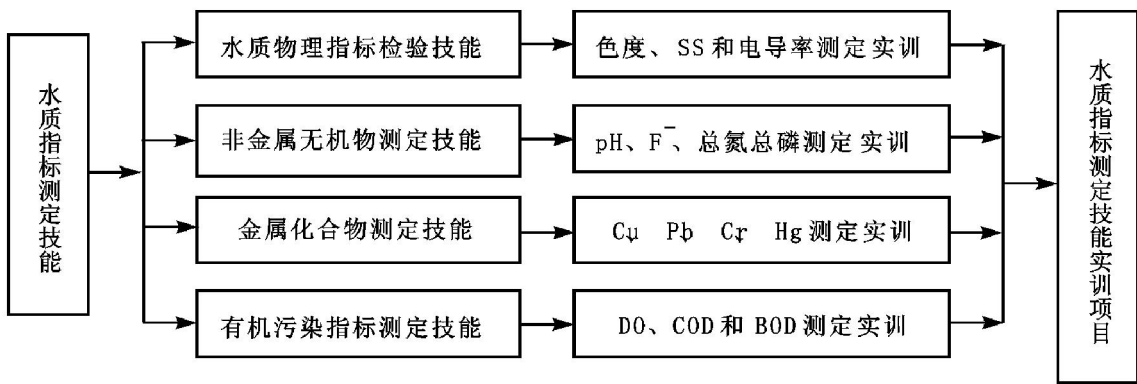 水质指标测定技能
水质物理指标检验技能
色度、SS和电导率测定实训
非金属无机物测定技能
pH、F⁻、总氮总磷测定实训
金属化合物测定技能
Cu Pb Cr Hg测定实训
有机污染指标测定技能
DO、COD和BOD测定实训
水质指标测定技能实训项目